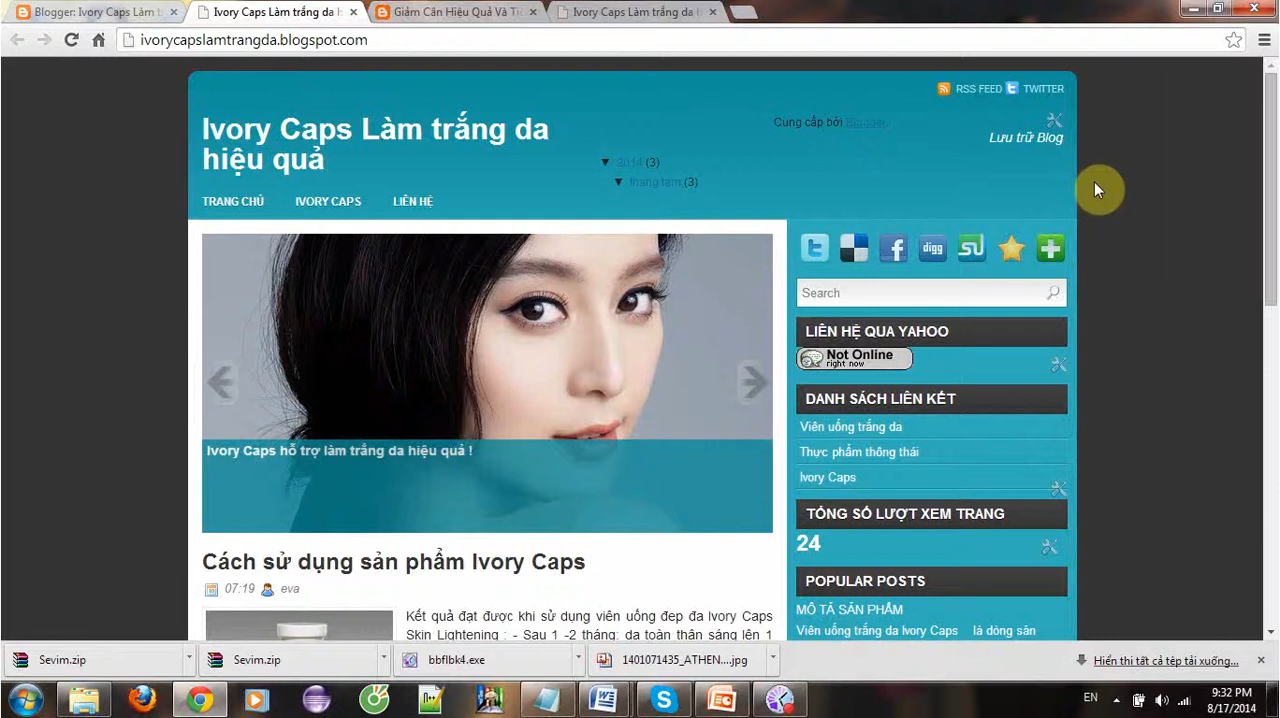 Blogger: Ivory Caps Làm t
Ivory Caps Làm trắng da h
Giảm Cân Hiệu Quả Và Ti
Ivory Caps Làm trắng da h
ivorycapslamtrangda.blogspot.com
RSS FEED
TWITTER
Ivory Caps Làm trắng da
hiệu quả
Cung cấp bởi Blogger.
Lưu trữ Blog
▼ 2014 (3)
▼ tháng tám (3)
TRANG CHỦ
IVORY CAPS
LIÊN HỆ
digg
Search
LIÊN HỆ QUA YAHOO
Not Online
right now
DANH SÁCH LIÊN KẾT
Viên uống trắng da
Thực phẩm thông thái
Ivory Caps
Ivory Caps hỗ trợ làm trắng da hiệu quả !
TỔNG SỐ LƯỢT XEM TRANG
24
Cách sử dụng sản phẩm Ivory Caps
07:19
eva
POPULAR POSTS
MÔ TẢ SẢN PHẨM
Viên uống trắng da Ivory Caps là dòng sản
Kết quả đạt được khi sử dụng viên uống đẹp da Ivory Caps
Skin Lightening : - Sau 1 -2 tháng: da toàn thân sáng lên 1
Sevim.zip
Sevim.zip
bbflbk4.exe
1401071435_ATHEN....jpg
Hiển thị tất cả tệp tải xuống...
EN
9:32 PM
8/17/2014